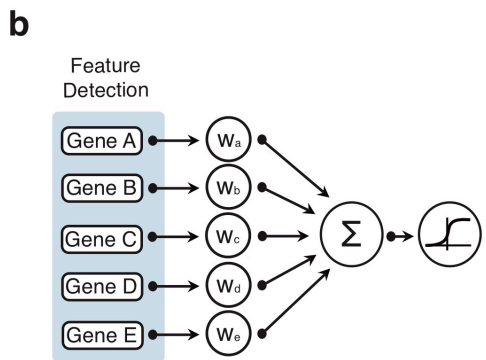 b
Feature
Detection
Gene A
wa
Gene B
wb
Gene C
wc
Σ
Gene D
wd
Gene E
we